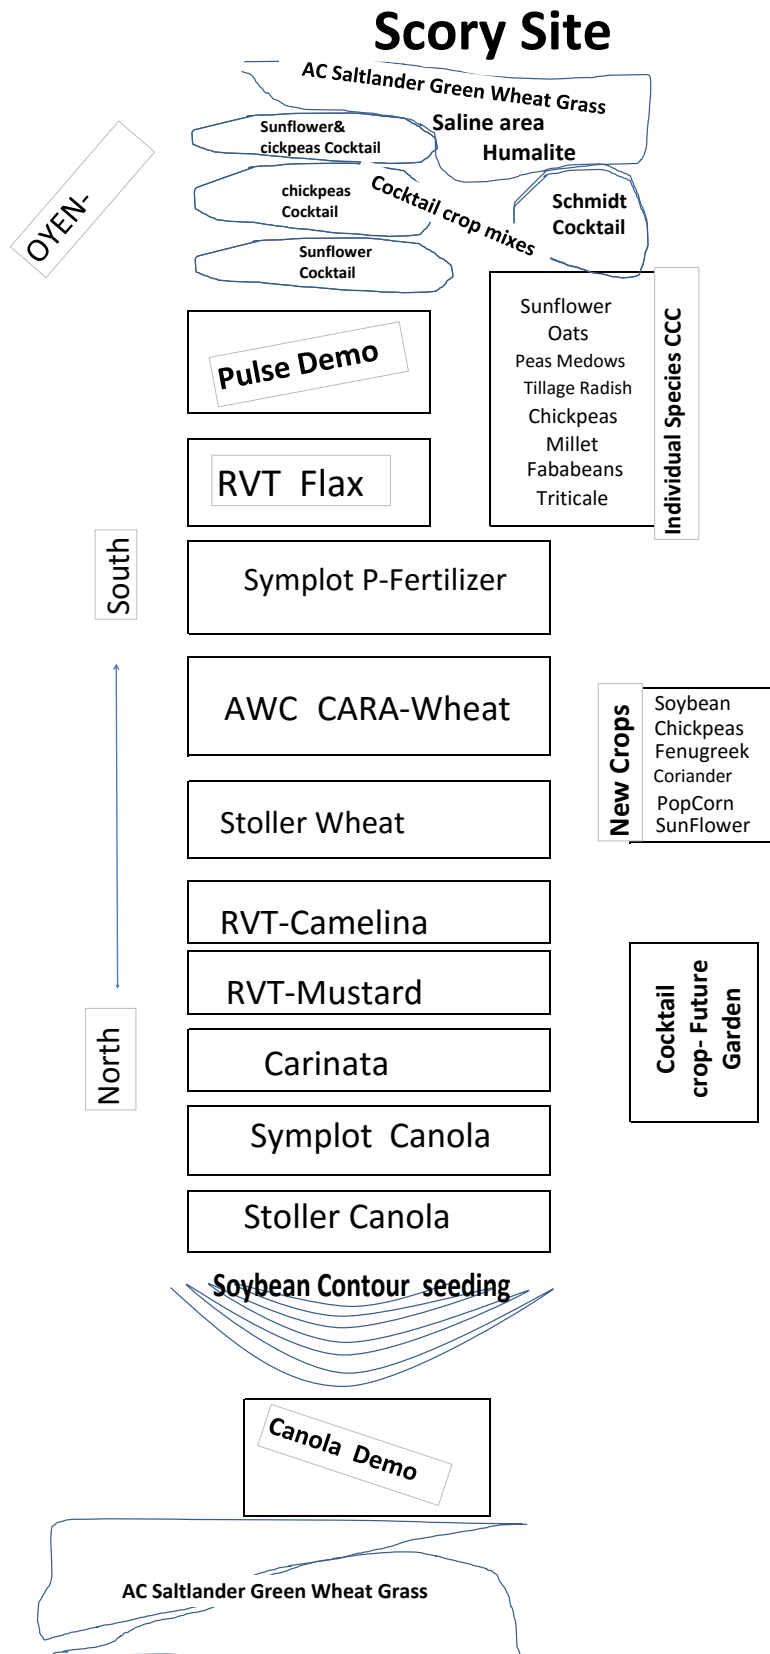 Scory Site
AC Saltlander Green Wheat Grass
Saline area
Humalite
Sunflower&
cickpeas Cocktail
OYEN-
chickpeas
Cocktail
Cocktail crop mixes
Schmidt
Cocktail
Sunflower
Cocktail
Pulse Demo
Sunflower
Oats
Peas Medows
Tillage Radish
Chickpeas
Millet
Fababeans
Triticale
Individual Species CCC
RVT Flax
South
Symplot P-Fertilizer
AWC CARA-Wheat
New Crops
Soybean
Chickpeas
Fenugreek
Coriander
PopCorn
SunFlower
Stoller Wheat
RVT-Camelina
RVT-Mustard
Cocktail
crop- Future
Garden
North
Carinata
Symplot Canola
Stoller Canola
Soybean Contour seeding
Canola Demo
AC Saltlander Green Wheat Grass